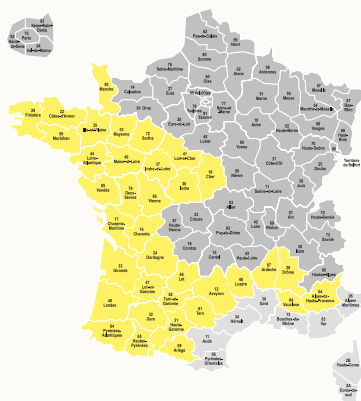 93
Seine-Saint-
Denis
75
Paris
92
Hauts-
de-Seine
94
Val-de-Marne
62
Pas-de-Calais
59
Nord
80
Somme
76
Seine-Maritime
02
Aisne
08
Ardennes
60
Oise
50
Manche
14
Calvados
27
Eure
95 Val-d'Oise
78
Yvelines
91
Essonne
77
Seine-et-
Marne
51
Marne
55
Meuse
57
Moselle
54
Meurthe-et-Moselle
67
Bas-
Rhin
61 Orne
28
Eure-et-Loir
10
Aube
52
Haute-Marne
88
Vosges
68
Haut-
Rhin
29
Finistère
22
Côtes-d'Armor
35
Ille-et-Vilaine
53
Mayenne
72
Sarthe
56
Morbihan
45
Loiret
89
Yonne
70
Haute-Saône
90
Territoire
de Belfort
44
Loire-
Atlantique
49
Maine-et-Loire
37
Indre-et-Loire
41
Loir-et-Cher
18
Cher
58
Nièvre
21
Côte-d'Or
25
Doubs
39
Jura
85
Vendée
79
Deux-
Sèvres
86
Vienne
36
Indre
03
Allier
71
Saône-et-Loire
17
Charente-
Maritime
16
Charente
87
Haute-
Vienne
23
Creuse
63
Puy-de-Dôme
42
Loire
69
Rhône
01
Ain
74
Haute-Savoie
73
Savoie
19
Corrèze
15
Cantal
43
Haute-Loire
38
Isère
24
Dordogne
33
Gironde
46
Lot
12
Aveyron
48
Lozère
07
Ardèche
26
Drôme
05
Hautes-Alpes
47
Lot-et-
Garonne
82
Tarn-et-
Garonne
40
Landes
32
Gers
31
Haute-
Garonne
81
Tarn
30
Gard
84
Vaucluse
04
Alpes-de-
Haute-Provence
06
Alpes-
Maritimes
64
Pyrénées-
Atlantiques
65
Hautes-
Pyrénées
09
Ariège
11
Aude
34
Hérault
13
Bouches-du-
Rhône
83
Var
66
Pyrénées-
Orientales
2B
Haute-Corse
2A
Corse-du-
sud